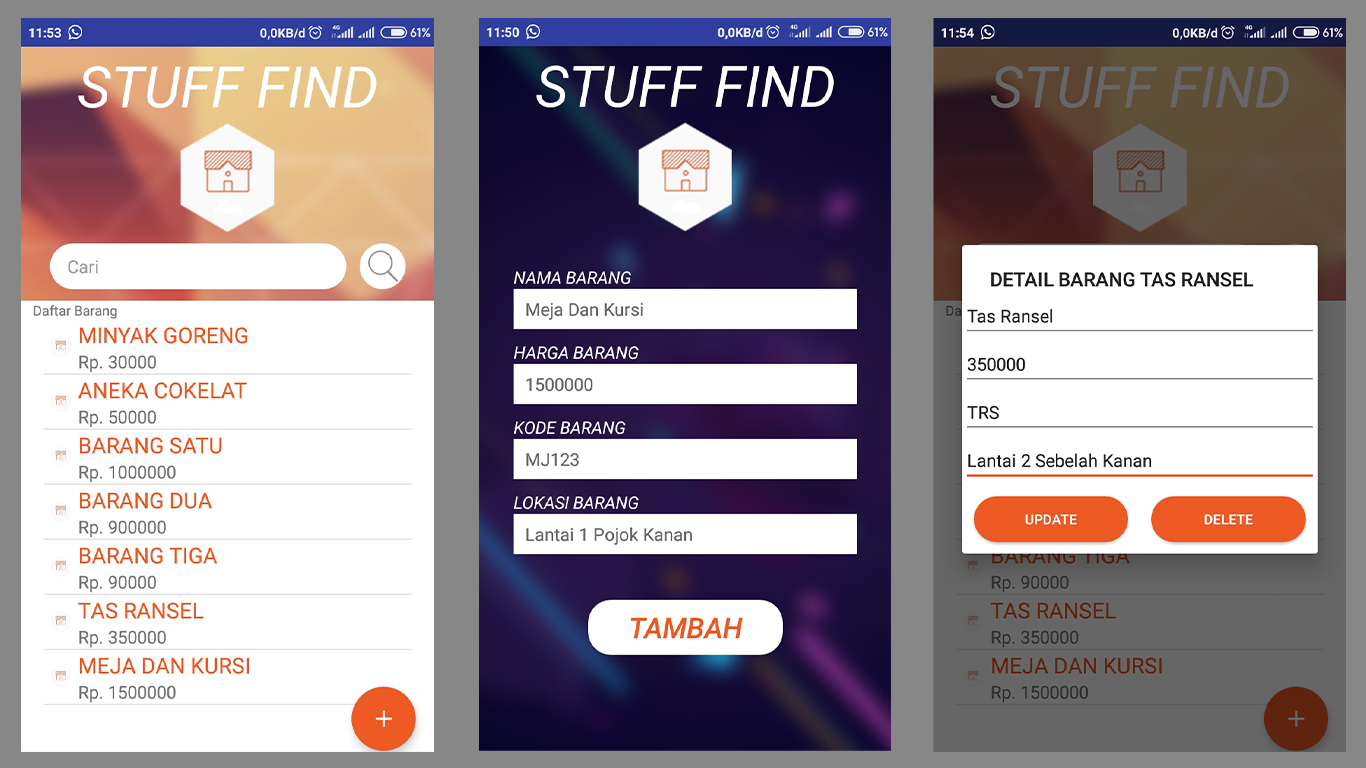 11:53 0,0KB/d 4G 61%
STUFF FIND
Cari
Daftar Barang
MINYAK GORENG
Rp. 30000
ANEKA COKELAT
Rp. 50000
BARANG SATU
Rp. 1000000
BARANG DUA
Rp. 900000
BARANG TIGA
Rp. 90000
TAS RANSEL
Rp. 350000
MEJA DAN KURSI
Rp. 1500000
+
11:50 0,0KB/d 4G 61%
STUFF FIND
NAMA BARANG
Meja Dan Kursi
HARGA BARANG
1500000
KODE BARANG
MJ123
LOKASI BARANG
Lantai 1 Pojok Kanan
TAMBAH
11:54 0,0KB/d 4G 61%
STUFF FIND
Da
DETAIL BARANG TAS RANSEL
Tas Ransel
350000
TRS
Lantai 2 Sebelah Kanan
UPDATE DELETE
BARANG TIGA
Rp. 90000
TAS RANSEL
Rp. 350000
MEJA DAN KURSI
Rp. 1500000
+